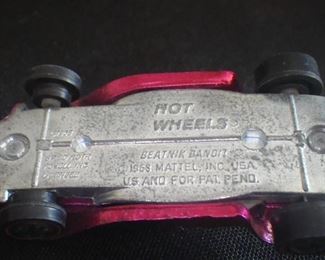 HOT
WHEELS
BEATNIK BANDIT
1968 MATTEL, INC. USA
US AND FOR PAT. PEND.